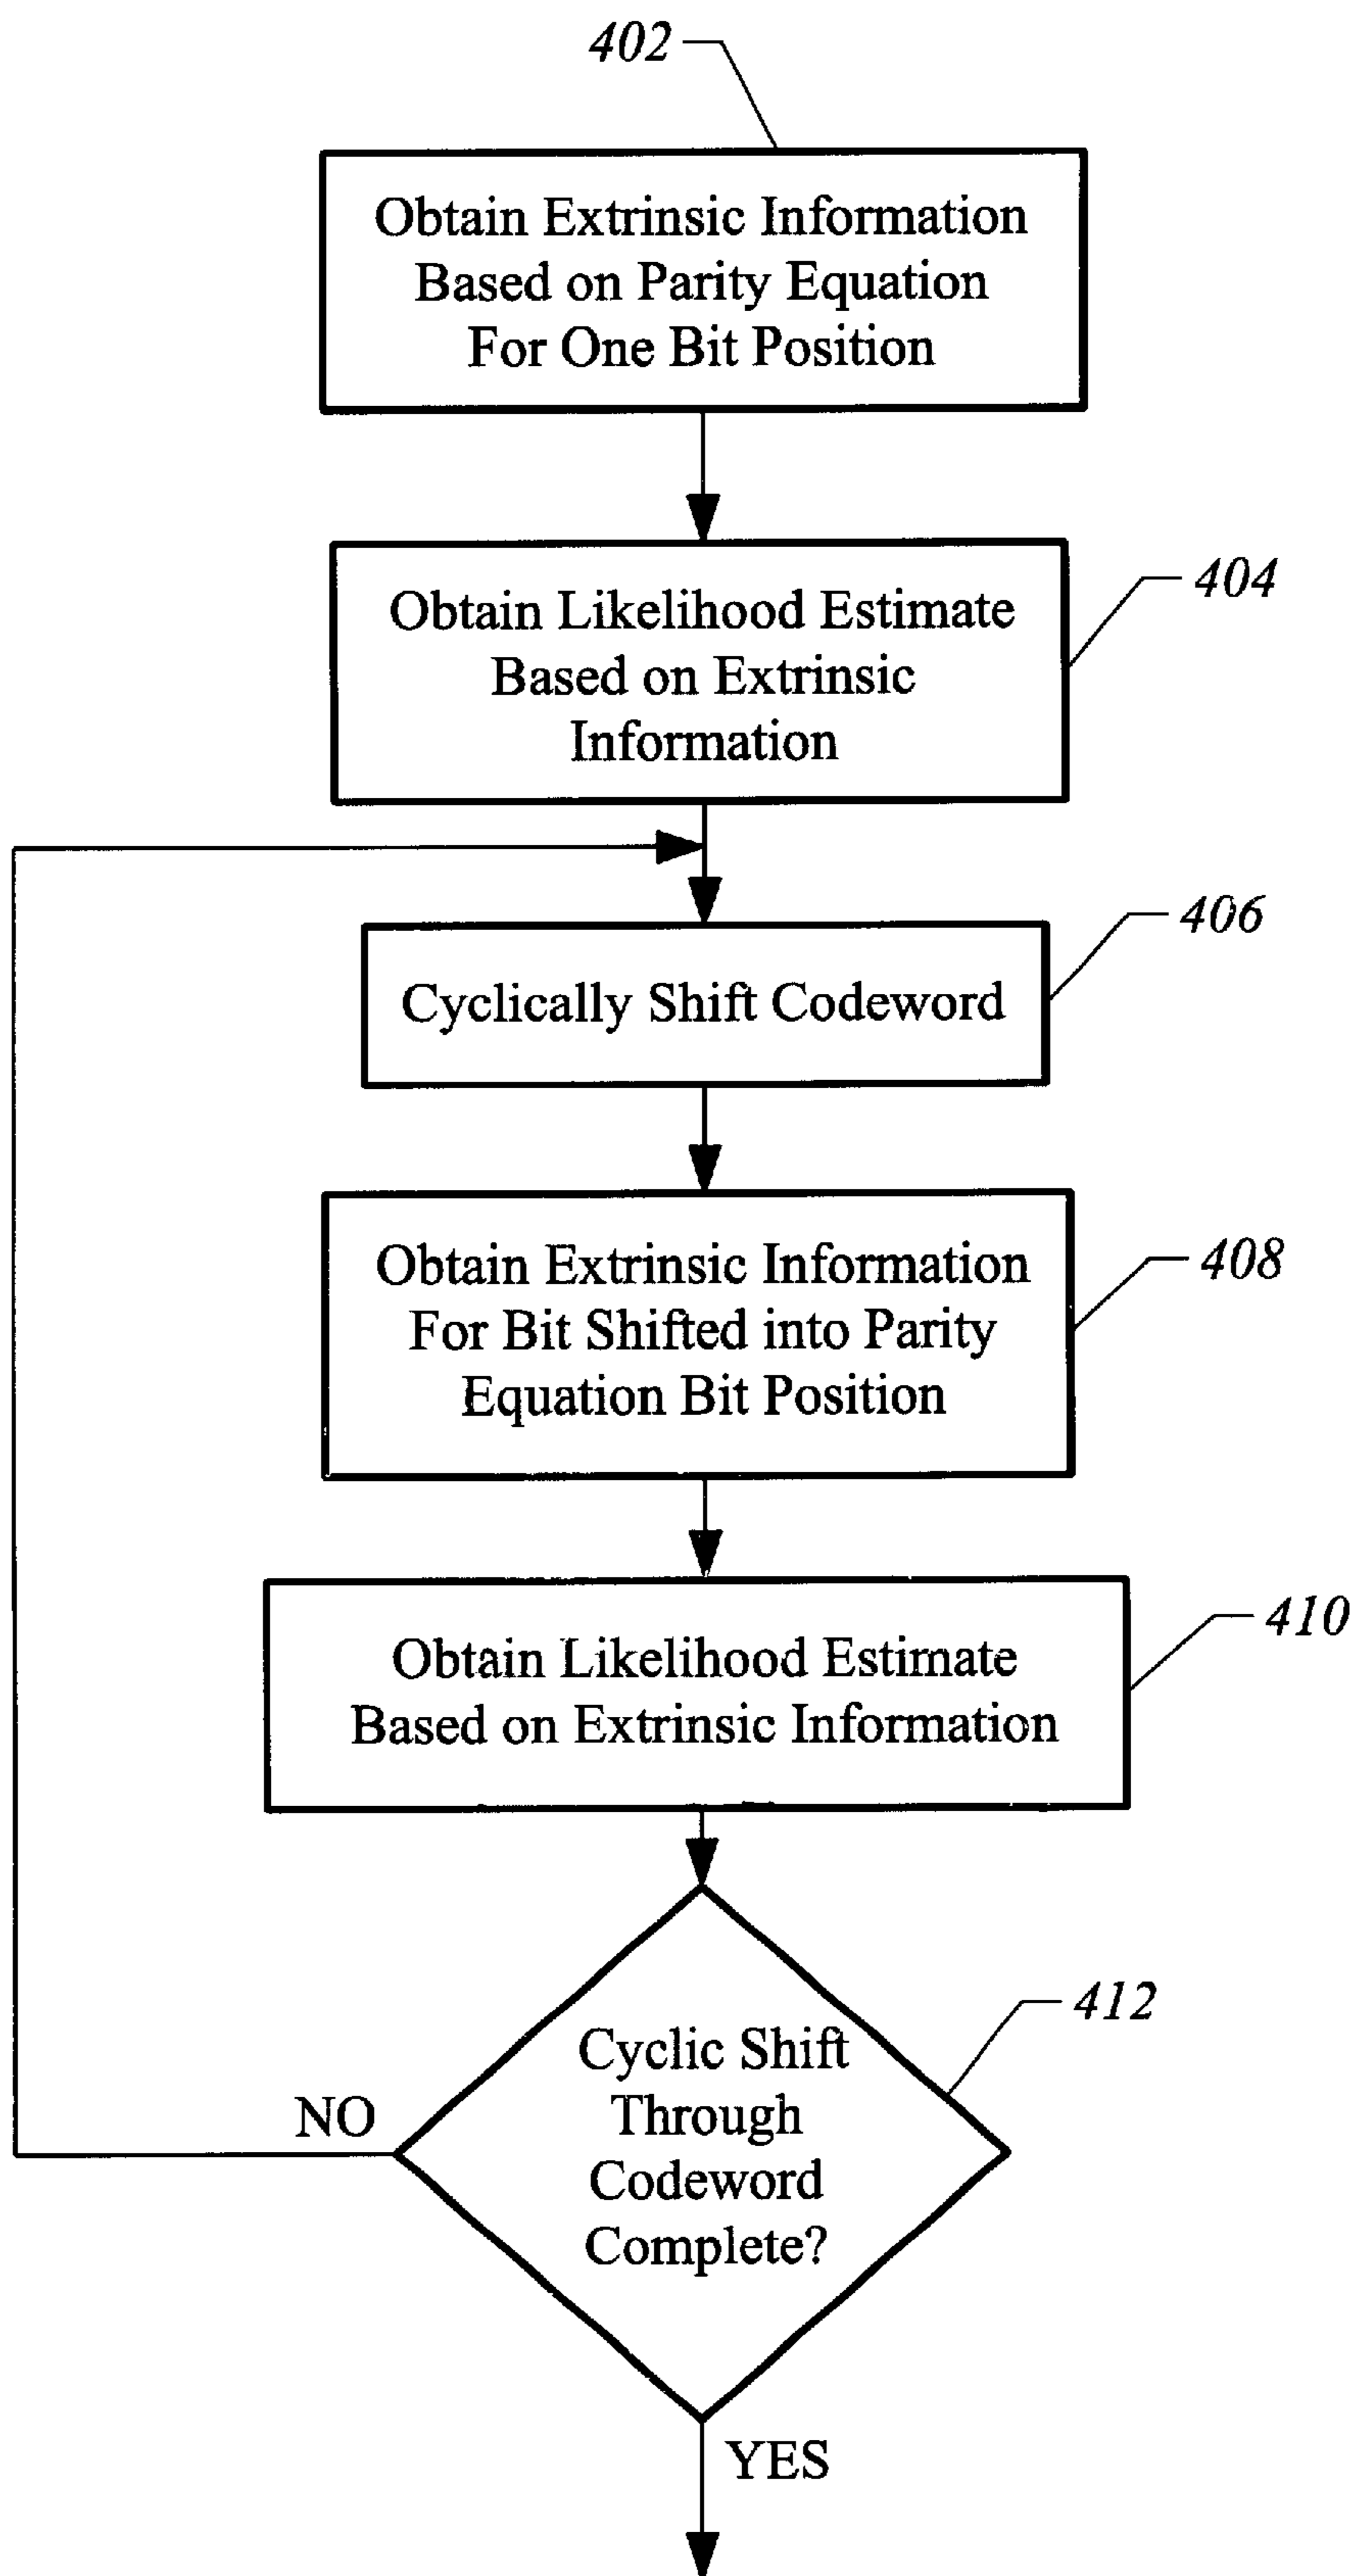 402
Obtain Extrinsic Information
Based on Parity Equation
For One Bit Position
404
Obtain Likelihood Estimate
Based on Extrinsic
Information
406
Cyclically Shift Codeword
408
Obtain Extrinsic Information
For Bit Shifted into Parity
Equation Bit Position
410
Obtain Likelihood Estimate
Based on Extrinsic Information
412
Cyclic Shift
Through
Codeword
Complete?
NO
YES